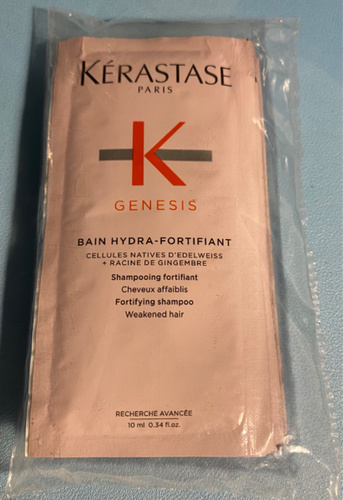 KÉRASTASE
PARIS
K
GENESIS
BAIN HYDRA-FORTIFIANT
CELLULES NATIVES D'EDELWEISS
+ RACINE DE GINGEMBRE
Shampooing fortifiant
Cheveux affaiblis
Fortifying shampoo
Weakened hair
RECHERCHE AVANCÉE
10 ml 0.34 fl.oz.